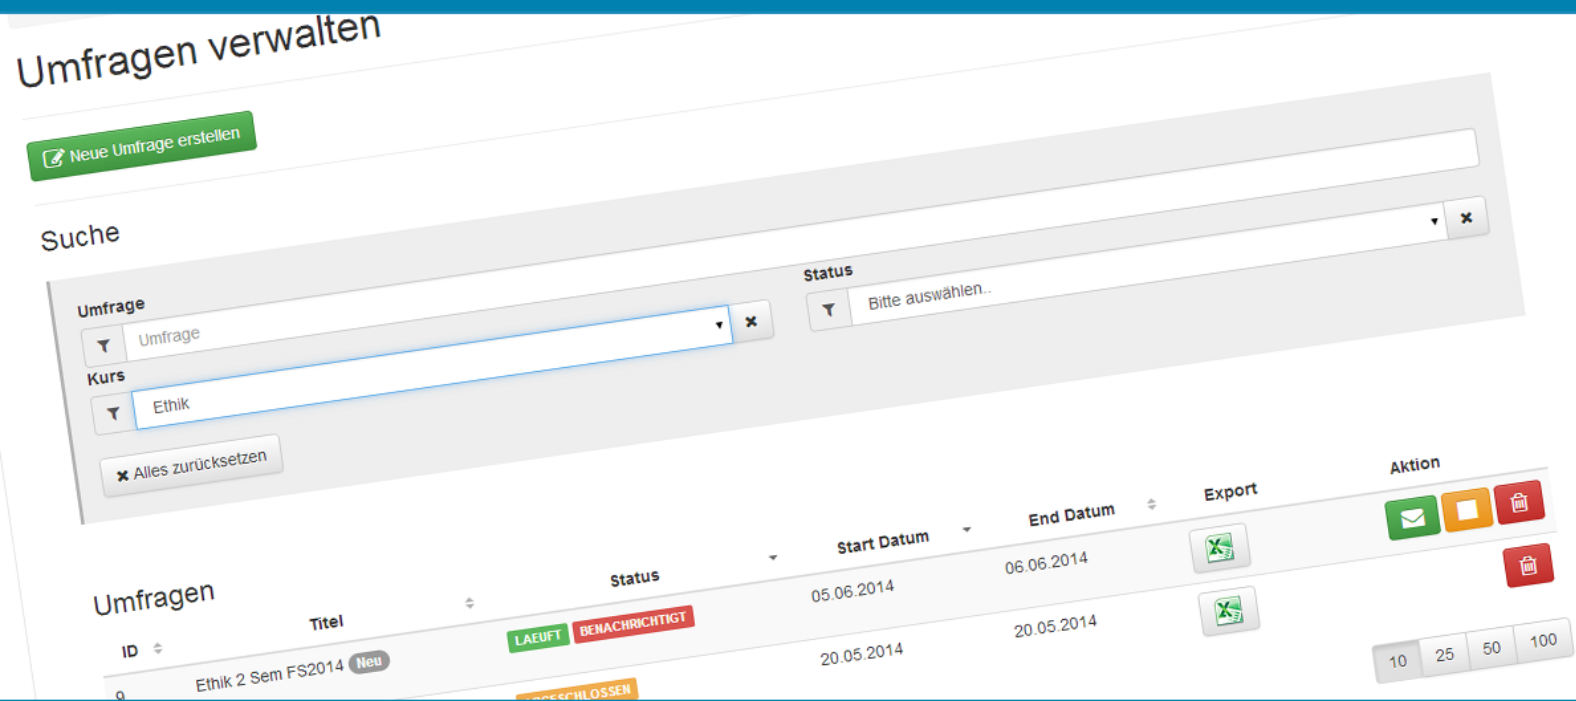 Umfragen verwalten
Neue Umfrage erstellen
Suche
Umfrage
Umfrage
Kurs
Ethik
Status
Bitte auswählen..
Alles zurücksetzen
Umfragen
ID Titel Status Start Datum End Datum Export Aktion
9 Ethik 2 Sem FS2014 Neu LAEUFT BENACHRICHTIGT 05.06.2014 06.06.2014
20.05.2014 20.05.2014
10 25 50 100